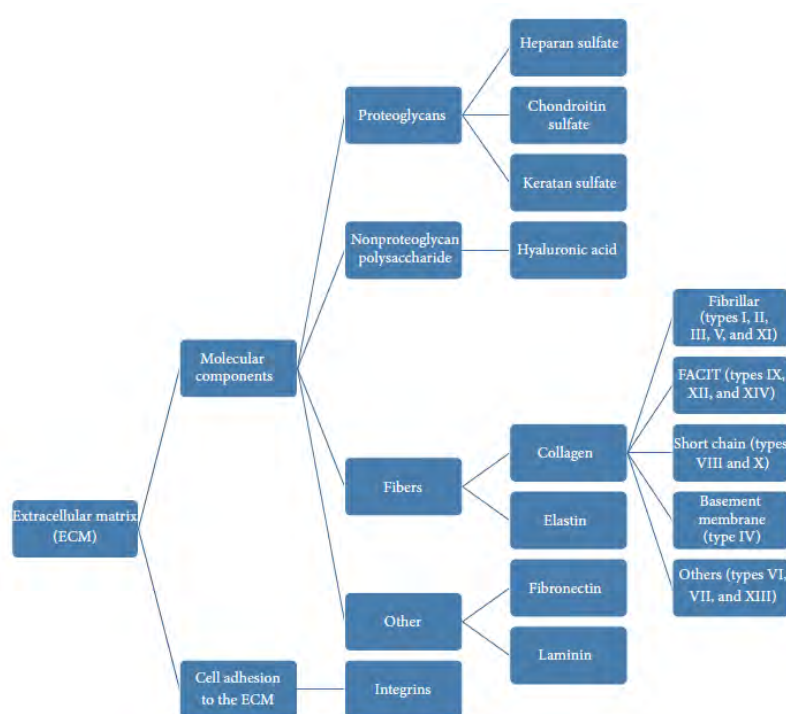 Heparan sulfate
Chondroitin
sulfate
Proteoglycans
Keratan sulfate
Nonproteoglycan
polysaccharide
Hyaluronic acid
Fibrillar
(types I, II,
III, V, and XI)
Molecular
components
FACIT (types IX,
XII, and XIV)
Collagen
Short chain (types
VIII and X)
Fibers
Extracellular matrix
(ECM)
Elastin
Basement
membrane
(type IV)
Fibronectin
Others (types VI,
VII, and XIII)
Other
Laminin
Cell adhesion
to the ECM
Integrins